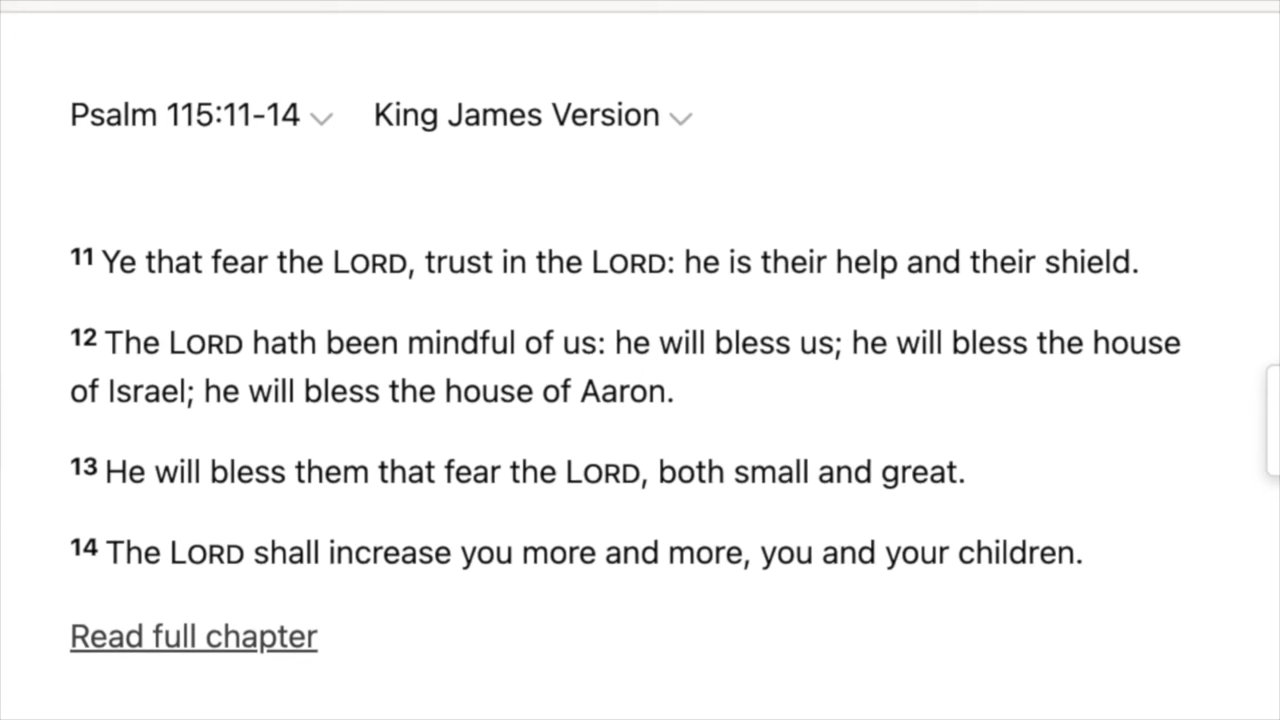 Psalm 115:11-14 King James Version
11 Ye that fear the LORD, trust in the LORD: he is their help and their shield.
12 The LORD hath been mindful of us: he will bless us; he will bless the house
of Israel; he will bless the house of Aaron.
13 He will bless them that fear the LORD, both small and great.
14 The LORD shall increase you more and more, you and your children.
Read full chapter